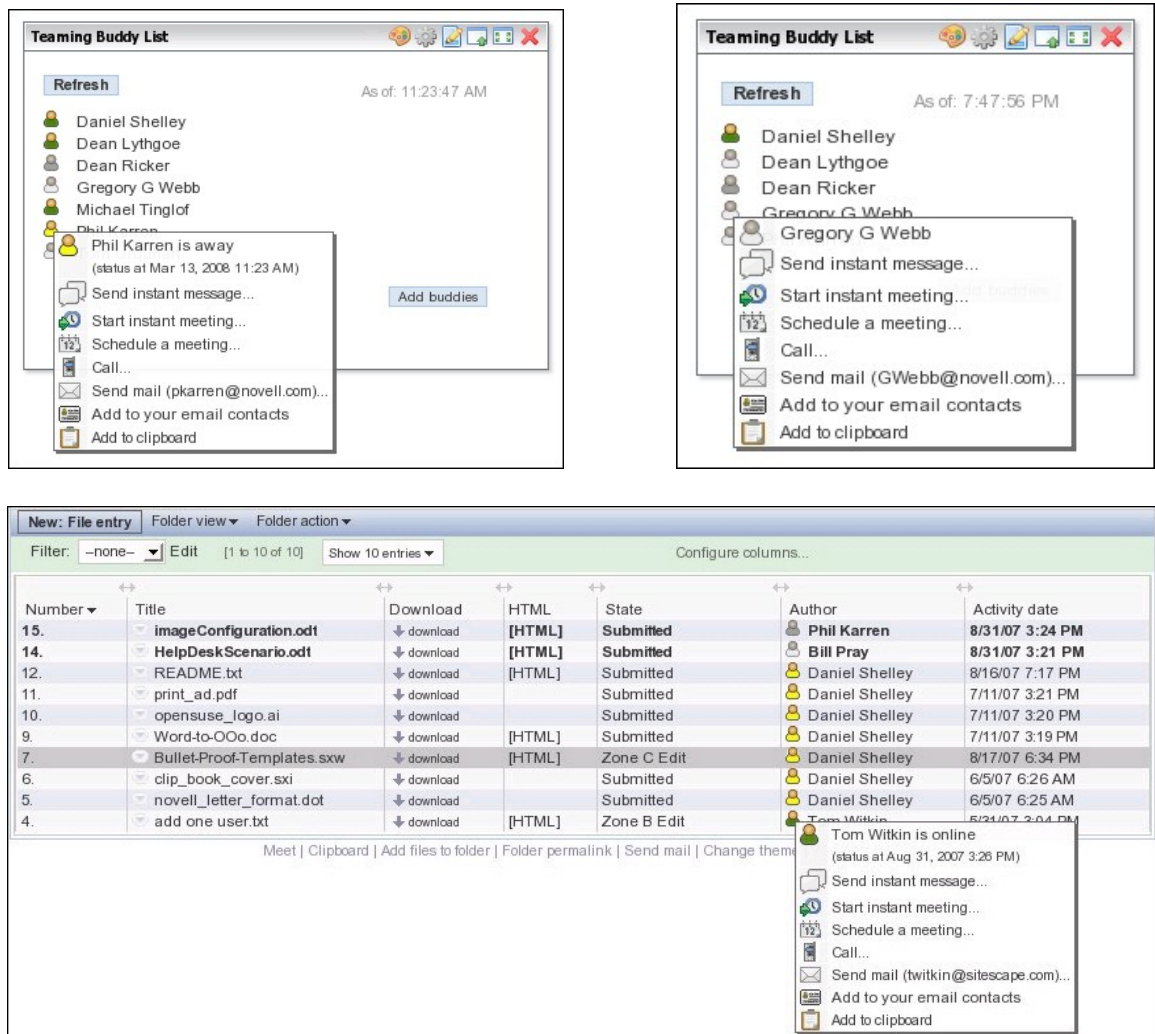 Teaming Buddy List
Refresh
As of: 11:23:47 AM
Daniel Shelley
Dean Lythgoe
Dean Ricker
Gregory G Webb
Michael Tinglof
Phil Karren
Phil Karren is away
(status at Mar 13, 2008 11:23 AM)
Send instant message...
Add buddies
Start instant meeting...
Schedule a meeting...
Call...
Send mail (pkarren@novell.com)...
Add to your email contacts
Add to clipboard
Teaming Buddy List
Refresh
As of: 7:47:56 PM
Daniel Shelley
Dean Lythgoe
Dean Ricker
Gregory G Webb
Gregory G Webb
Send instant message...
Start instant meeting...
Add buddies
Schedule a meeting...
Call...
Send mail (GWebb@novell.com)...
Add to your email contacts
Add to clipboard
New: File entry Folder view Folder action
Filter: --none-- Edit [1 to 10 of 10] Show 10 entries Configure columns...
Number Title Download HTML State Author Activity date
15. imageConfiguration.odt download [HTML] Submitted Phil Karren 8/31/07 3:24 PM
14. HelpDeskScenario.odt download [HTML] Submitted Bill Pray 8/31/07 3:21 PM
12. README.txt download [HTML] Submitted Daniel Shelley 8/16/07 7:17 PM
11. print_ad.pdf download Submitted Daniel Shelley 7/11/07 3:21 PM
10. opensuse_logo.ai download Submitted Daniel Shelley 7/11/07 3:20 PM
9. Word-to-OOo.doc download [HTML] Submitted Daniel Shelley 7/11/07 3:19 PM
7. Bullet-Proof-Templates.sxw download [HTML] Zone C Edit Daniel Shelley 8/17/07 6:34 PM
6. clip_book_cover.sxi download Submitted Daniel Shelley 6/5/07 6:26 AM
5. novell_letter_format.dot download Submitted Daniel Shelley 6/5/07 6:25 AM
4. add one user.txt download [HTML] Zone B Edit Tom Witkin 5/31/07 3:04 PM
Meet | Clipboard | Add files to folder | Folder permalink | Send mail | Change theme
Tom Witkin is online
(status at Aug 31, 2007 3:26 PM)
Send instant message...
Start instant meeting...
Schedule a meeting...
Call...
Send mail (twitkin@sitescape.com)...
Add to your email contacts
Add to clipboard